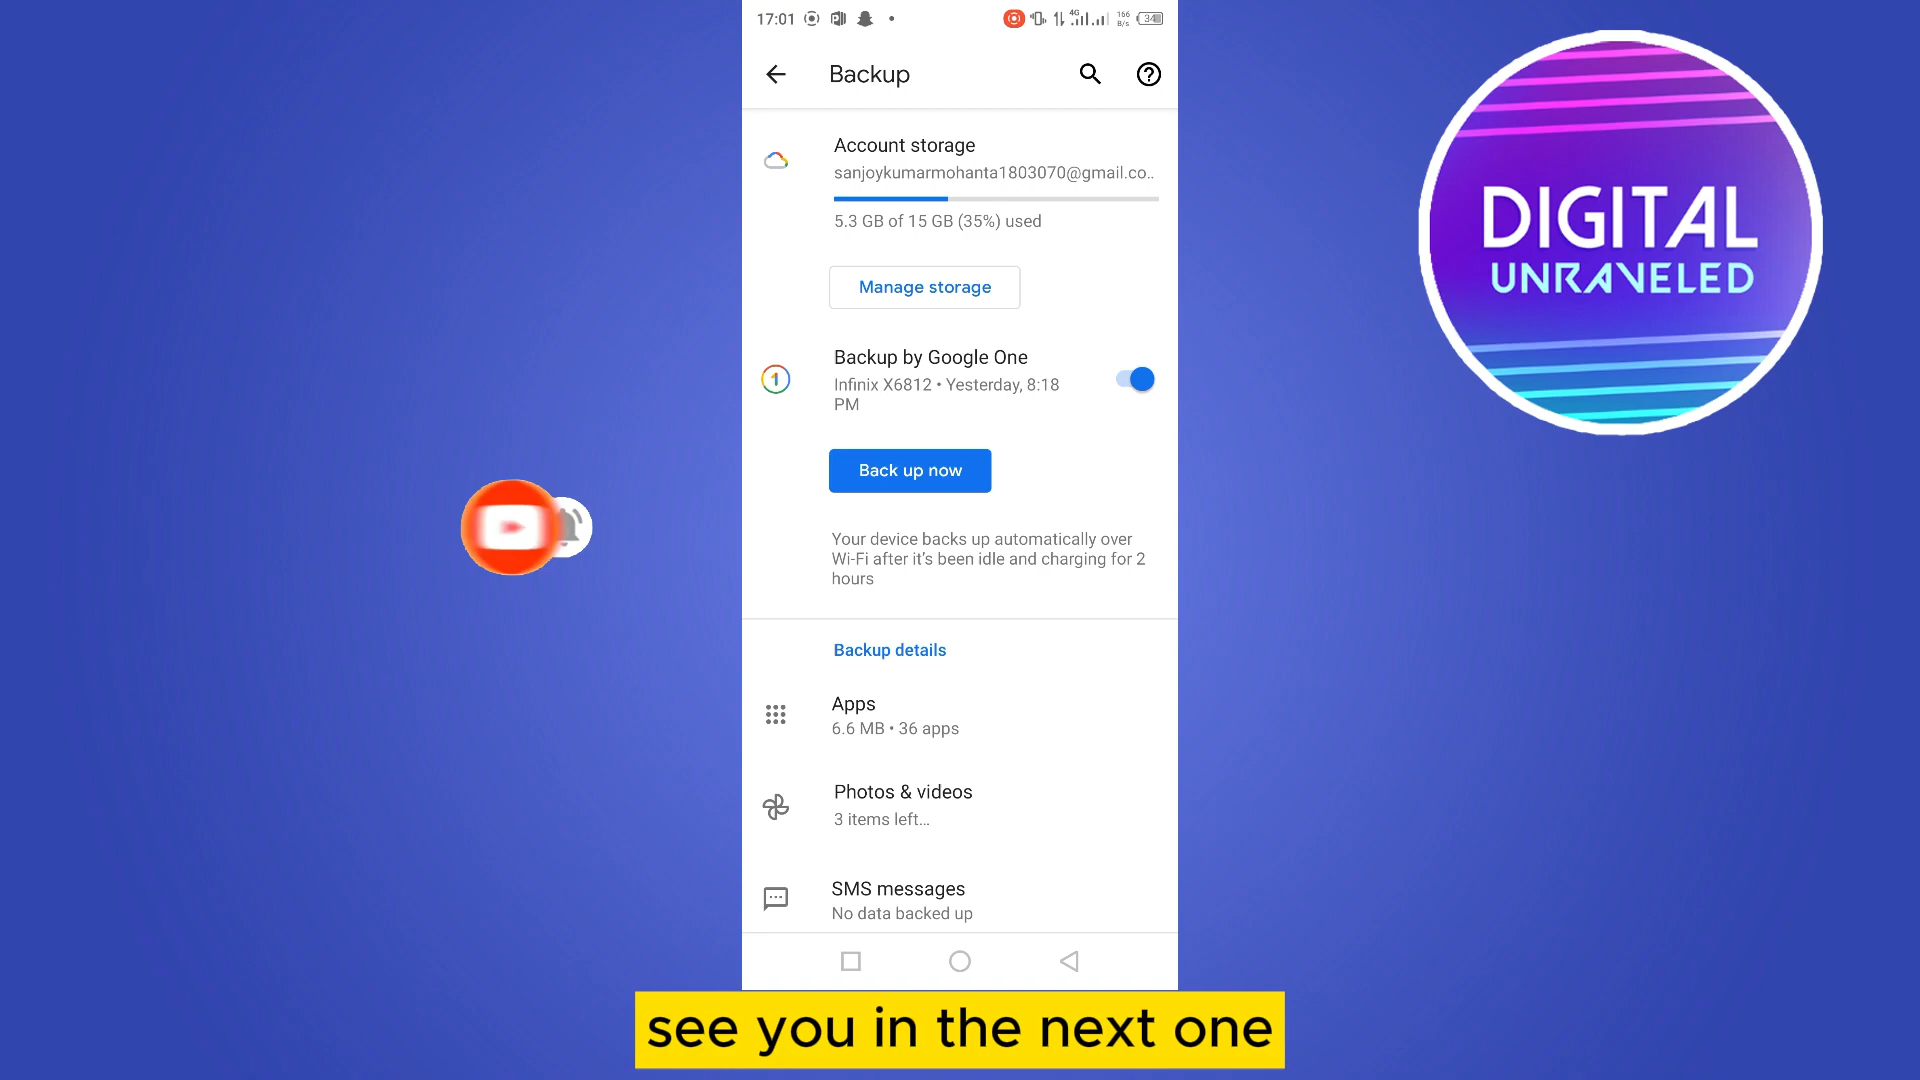 17:01
4G
166
B/s
34
Backup
Account storage
sanjoykumarmohanta1803070@gmail.co..
5.3 GB of 15 GB (35%) used
Manage storage
Backup by Google One
Infinix X6812 • Yesterday, 8:18
PM
Back up now
Your device backs up automatically over
Wi-Fi after it's been idle and charging for 2
hours
Backup details
Apps
6.6 MB • 36 apps
Photos & videos
3 items left...
SMS messages
No data backed up
DIGITAL
UNRAVELED
see you in the next one